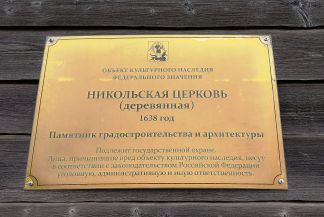 ОБЪЕКТ КУЛЬТУРНОГО НАСЛЕДИЯ
ФЕДЕРАЛЬНОГО ЗНАЧЕНИЯ
НИКОЛЬСКАЯ ЦЕРКОВЬ
(деревянная)
1638 год
Памятник градостроительства и архитектуры
Подлежит государственной охране.
Лица, причинившие вред объекту культурного наследия, несут
в соответствии с законодательством Российской Федерации
уголовную, административную и иную ответственность.